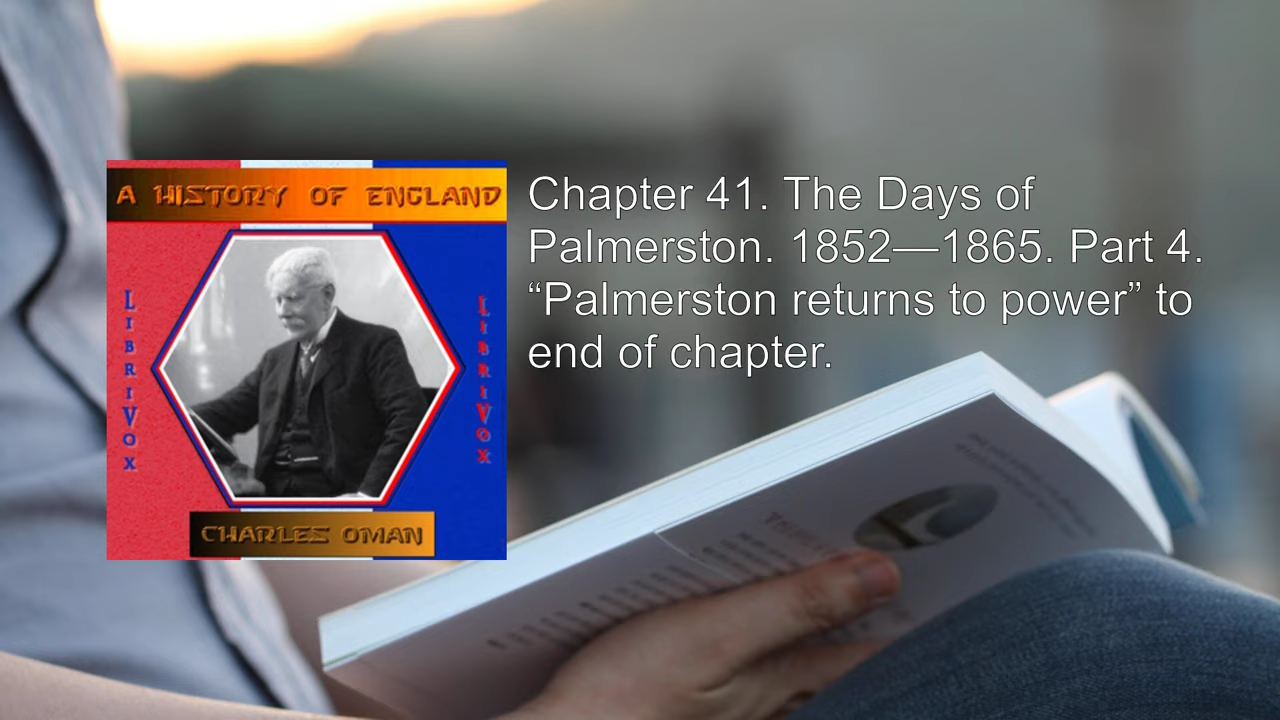 A HISTORY OF ENGLAND
LIBRIVOX
LIBRIVOX
CHARLES OMAN
Chapter 41. The Days of
Palmerston. 1852—1865. Part 4.
“Palmerston returns to power” to
end of chapter.